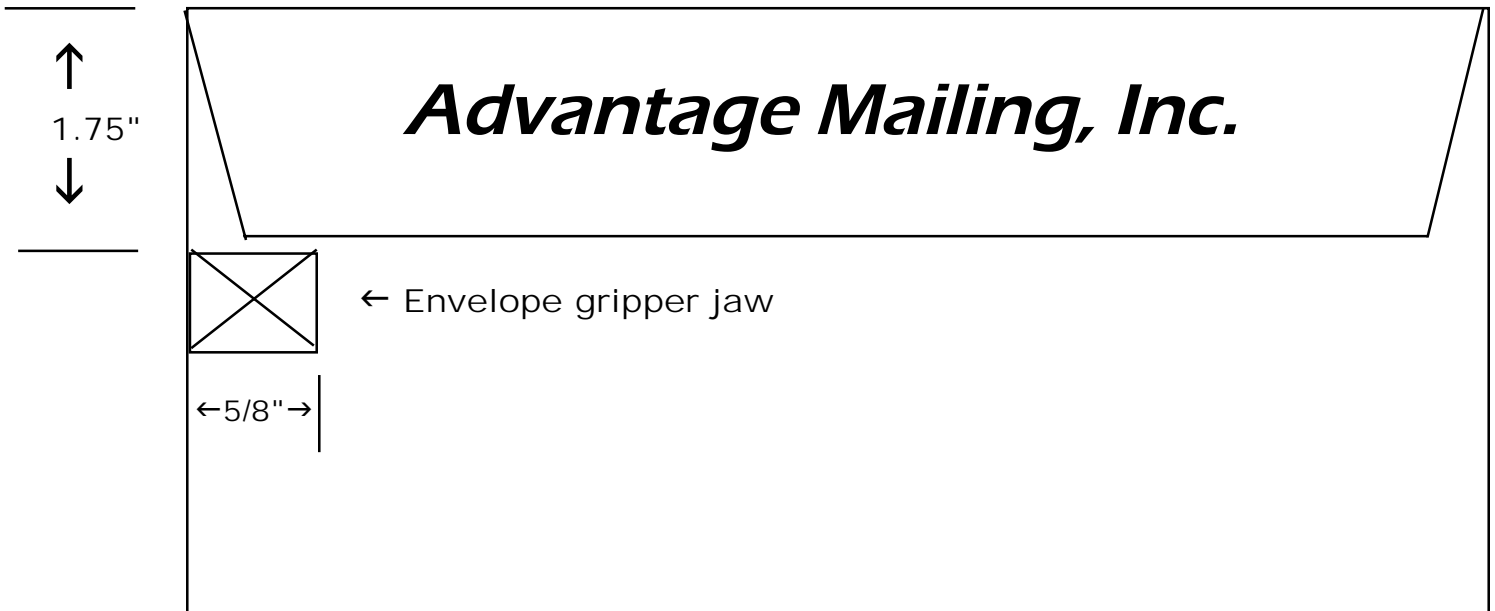 ↑
Advantage Mailing, Inc.
1.75"
↓
← Envelope gripper jaw
←5/8"→